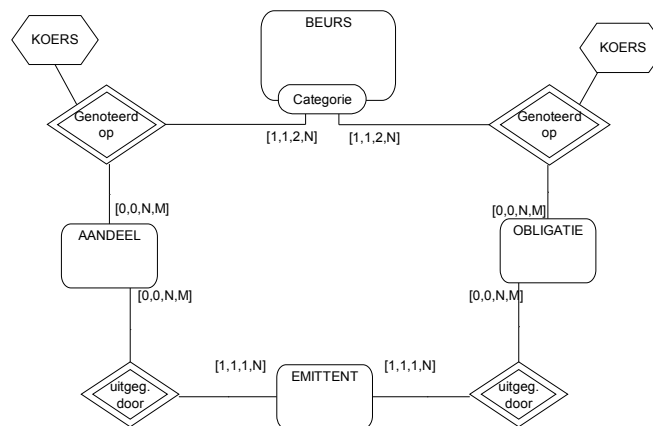 KOERS
BEURS
KOERS
Categorie
Genoteerd
op
Genoteerd
op
[1,1,2,N]
[1,1,2,N]
[0,0,N,M]
[0,0,N,M]
AANDEEL
OBLIGATIE
[0,0,N,M]
[0,0,N,M]
[1,1,1,N]
[1,1,1,N]
uitgeg.
door
EMITTENT
uitgeg.
door